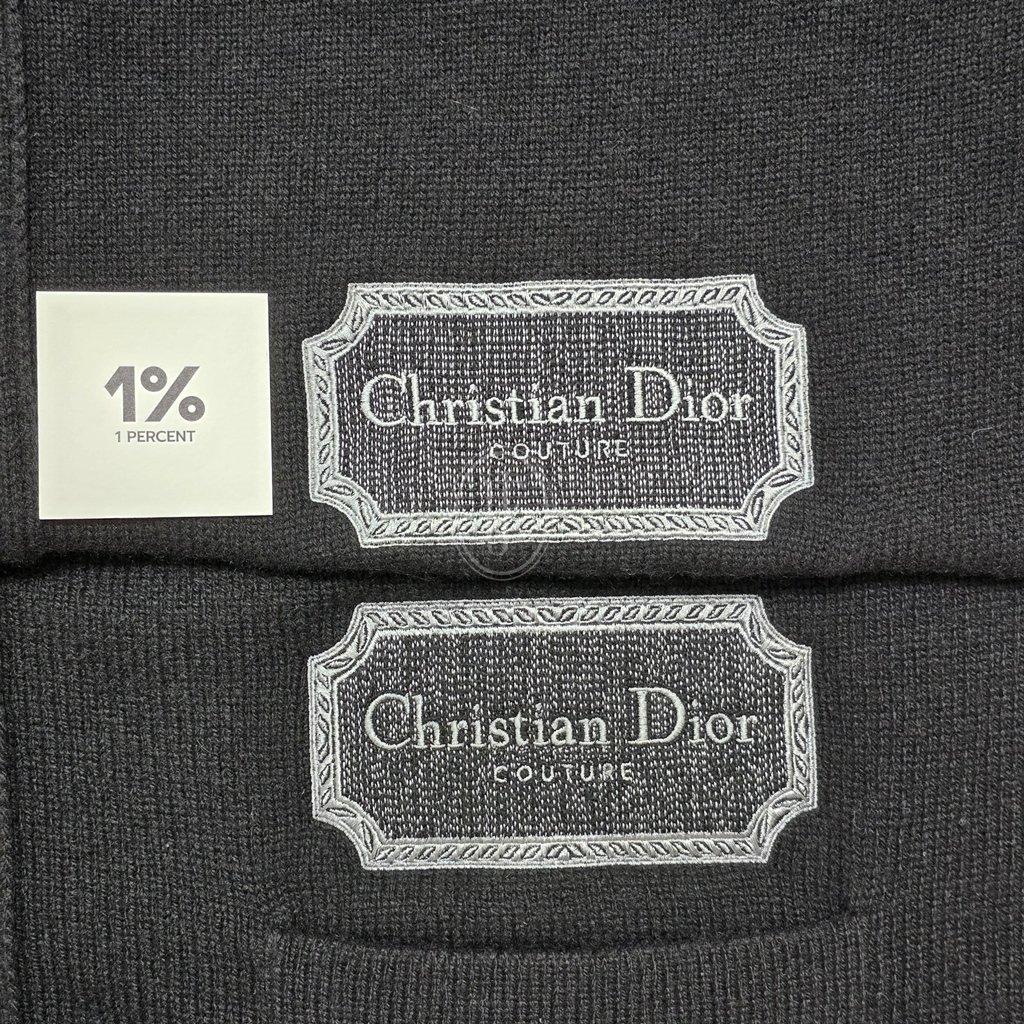 1%
1 PERCENT
Christian Dior
COUTURE
Christian Dior
COUTURE